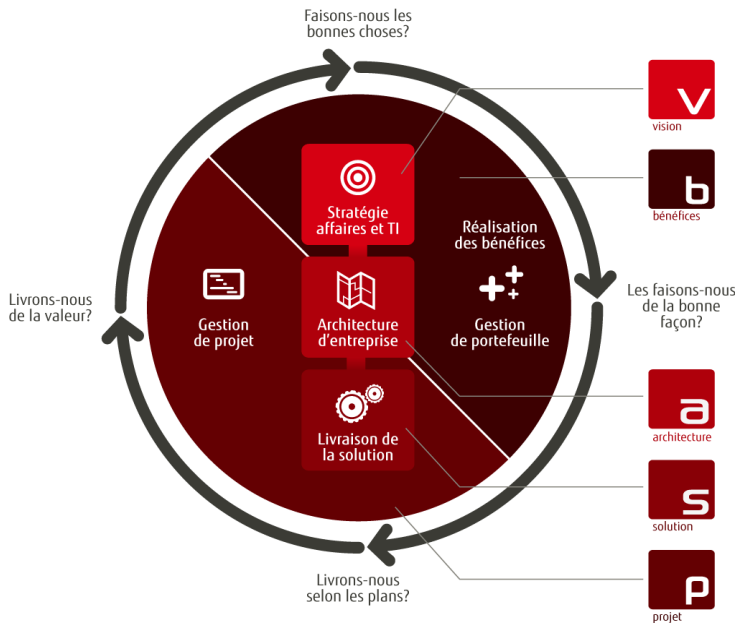 Faisons-nous les
bonnes choses?
v
vision
b
bénéfices
Stratégie
affaires et TI
Réalisation
des bénéfices
Gestion
de portefeuille
Gestion
de projet
Architecture
d'entreprise
Livraison de
la solution
Livrons-nous
de la valeur?
Les faisons-nous
de la bonne
façon?
a
architecture
s
solution
p
projet
Livrons-nous
selon les plans?